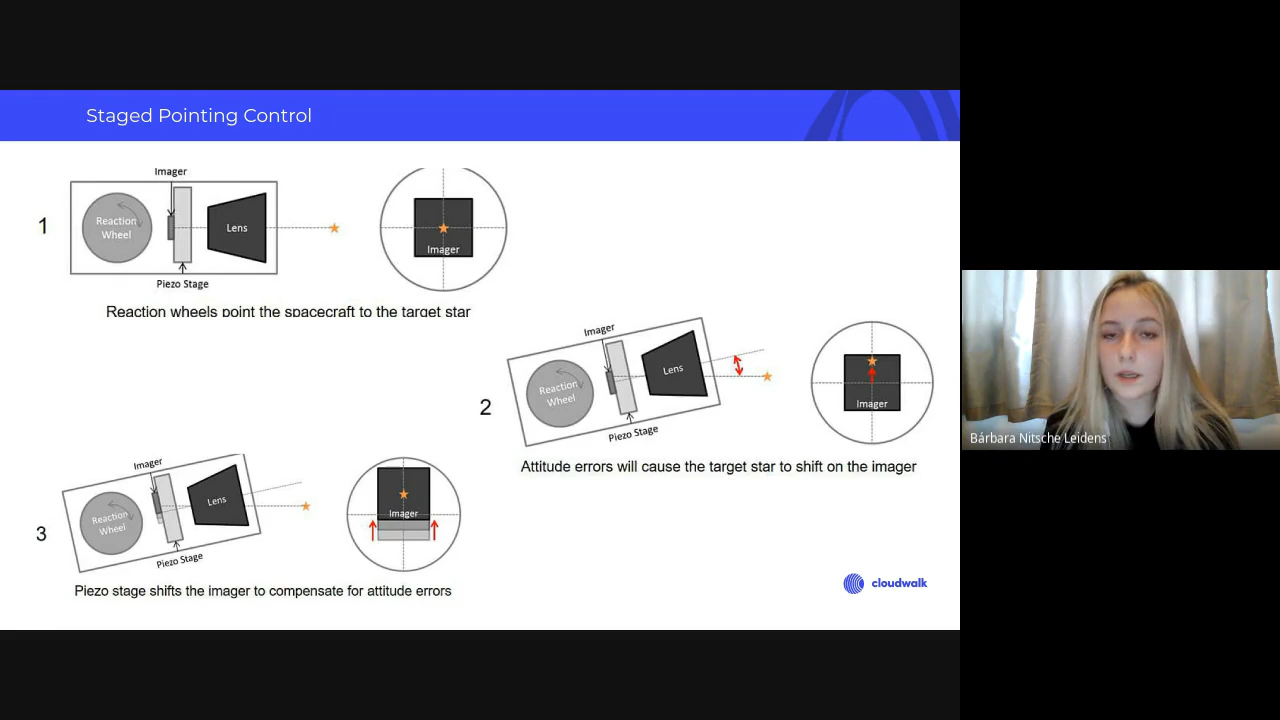 Staged Pointing Control
1
Imager
Reaction
Wheel
Lens
Piezo Stage
Imager
Reaction wheels point the spacecraft to the target star
2
Imager
Reaction
Wheel
Lens
Piezo Stage
Imager
Attitude errors will cause the target star to shift on the imager
3
Imager
Reaction
Wheel
Lens
Piezo Stage
Imager
Piezo stage shifts the imager to compensate for attitude errors
cloudwalk
Bárbara Nitsche Leidens